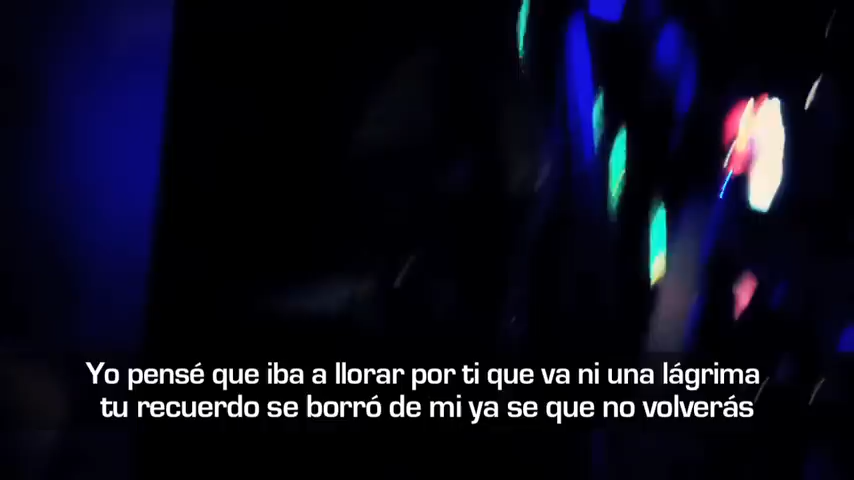 Yo pensé que iba a llorar por ti que va ni una lágrima
tu recuerdo se borró de mi ya se que no volverás